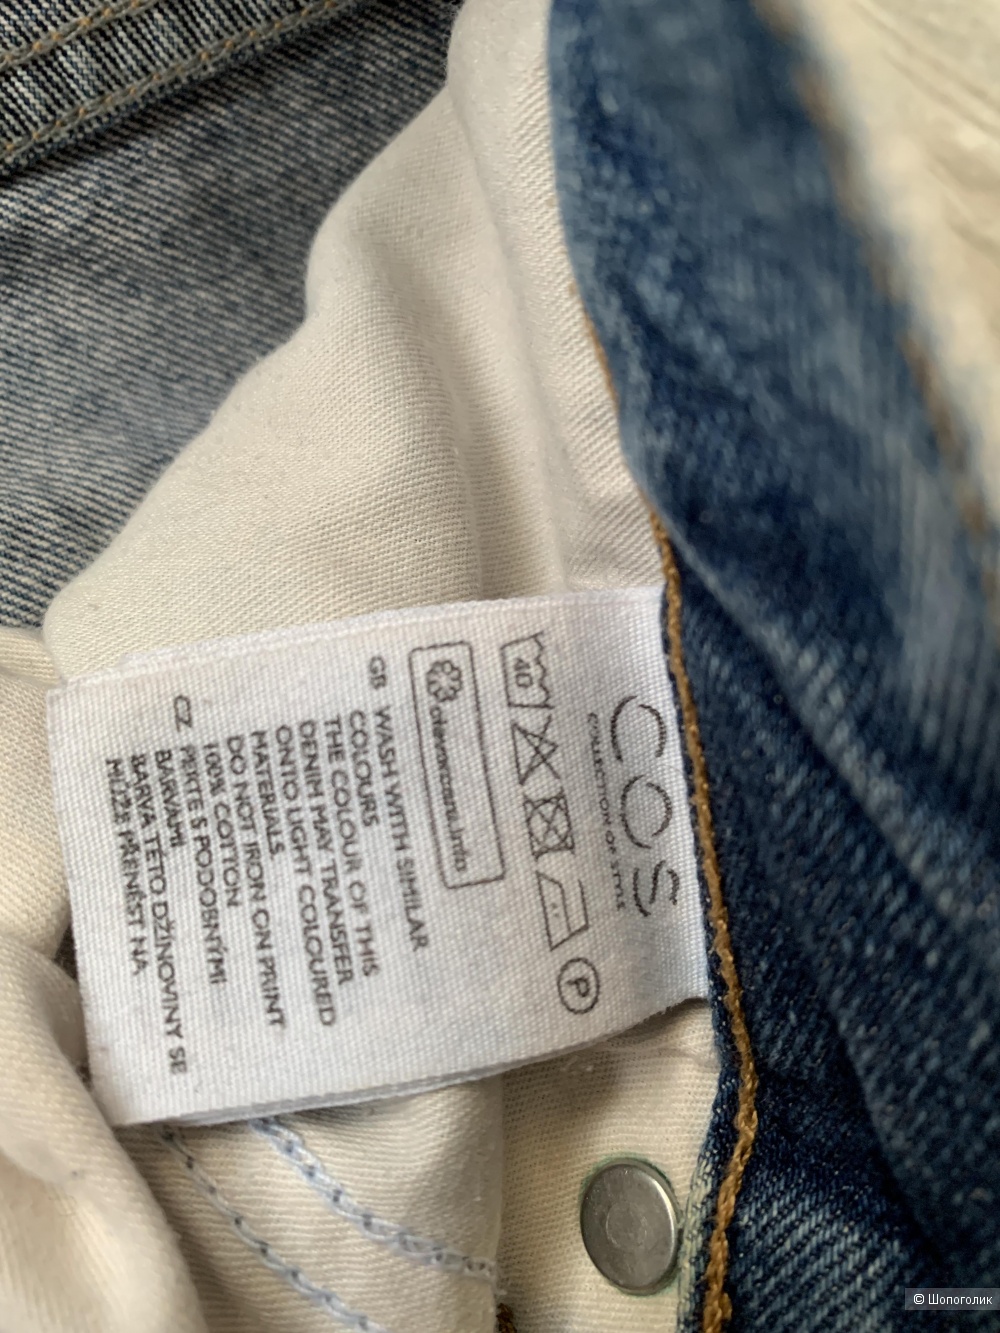 COS
COLLECTION OF STYLE
40
P
clevercare.info
GB WASH WITH SIMILAR
COLOURS
THE COLOUR OF THIS
DENIM MAY TRANSFER
ONTO LIGHT COLOURED
MATERIALS.
DO NOT IRON ON PRINT
100% COTTON
CZ PERTE S PODOBNÝMI
BARVAMI
BARVA TÉTO DŽÍNOVINY SE
MŮŽE PŘENÉST NA
© Шопоголик